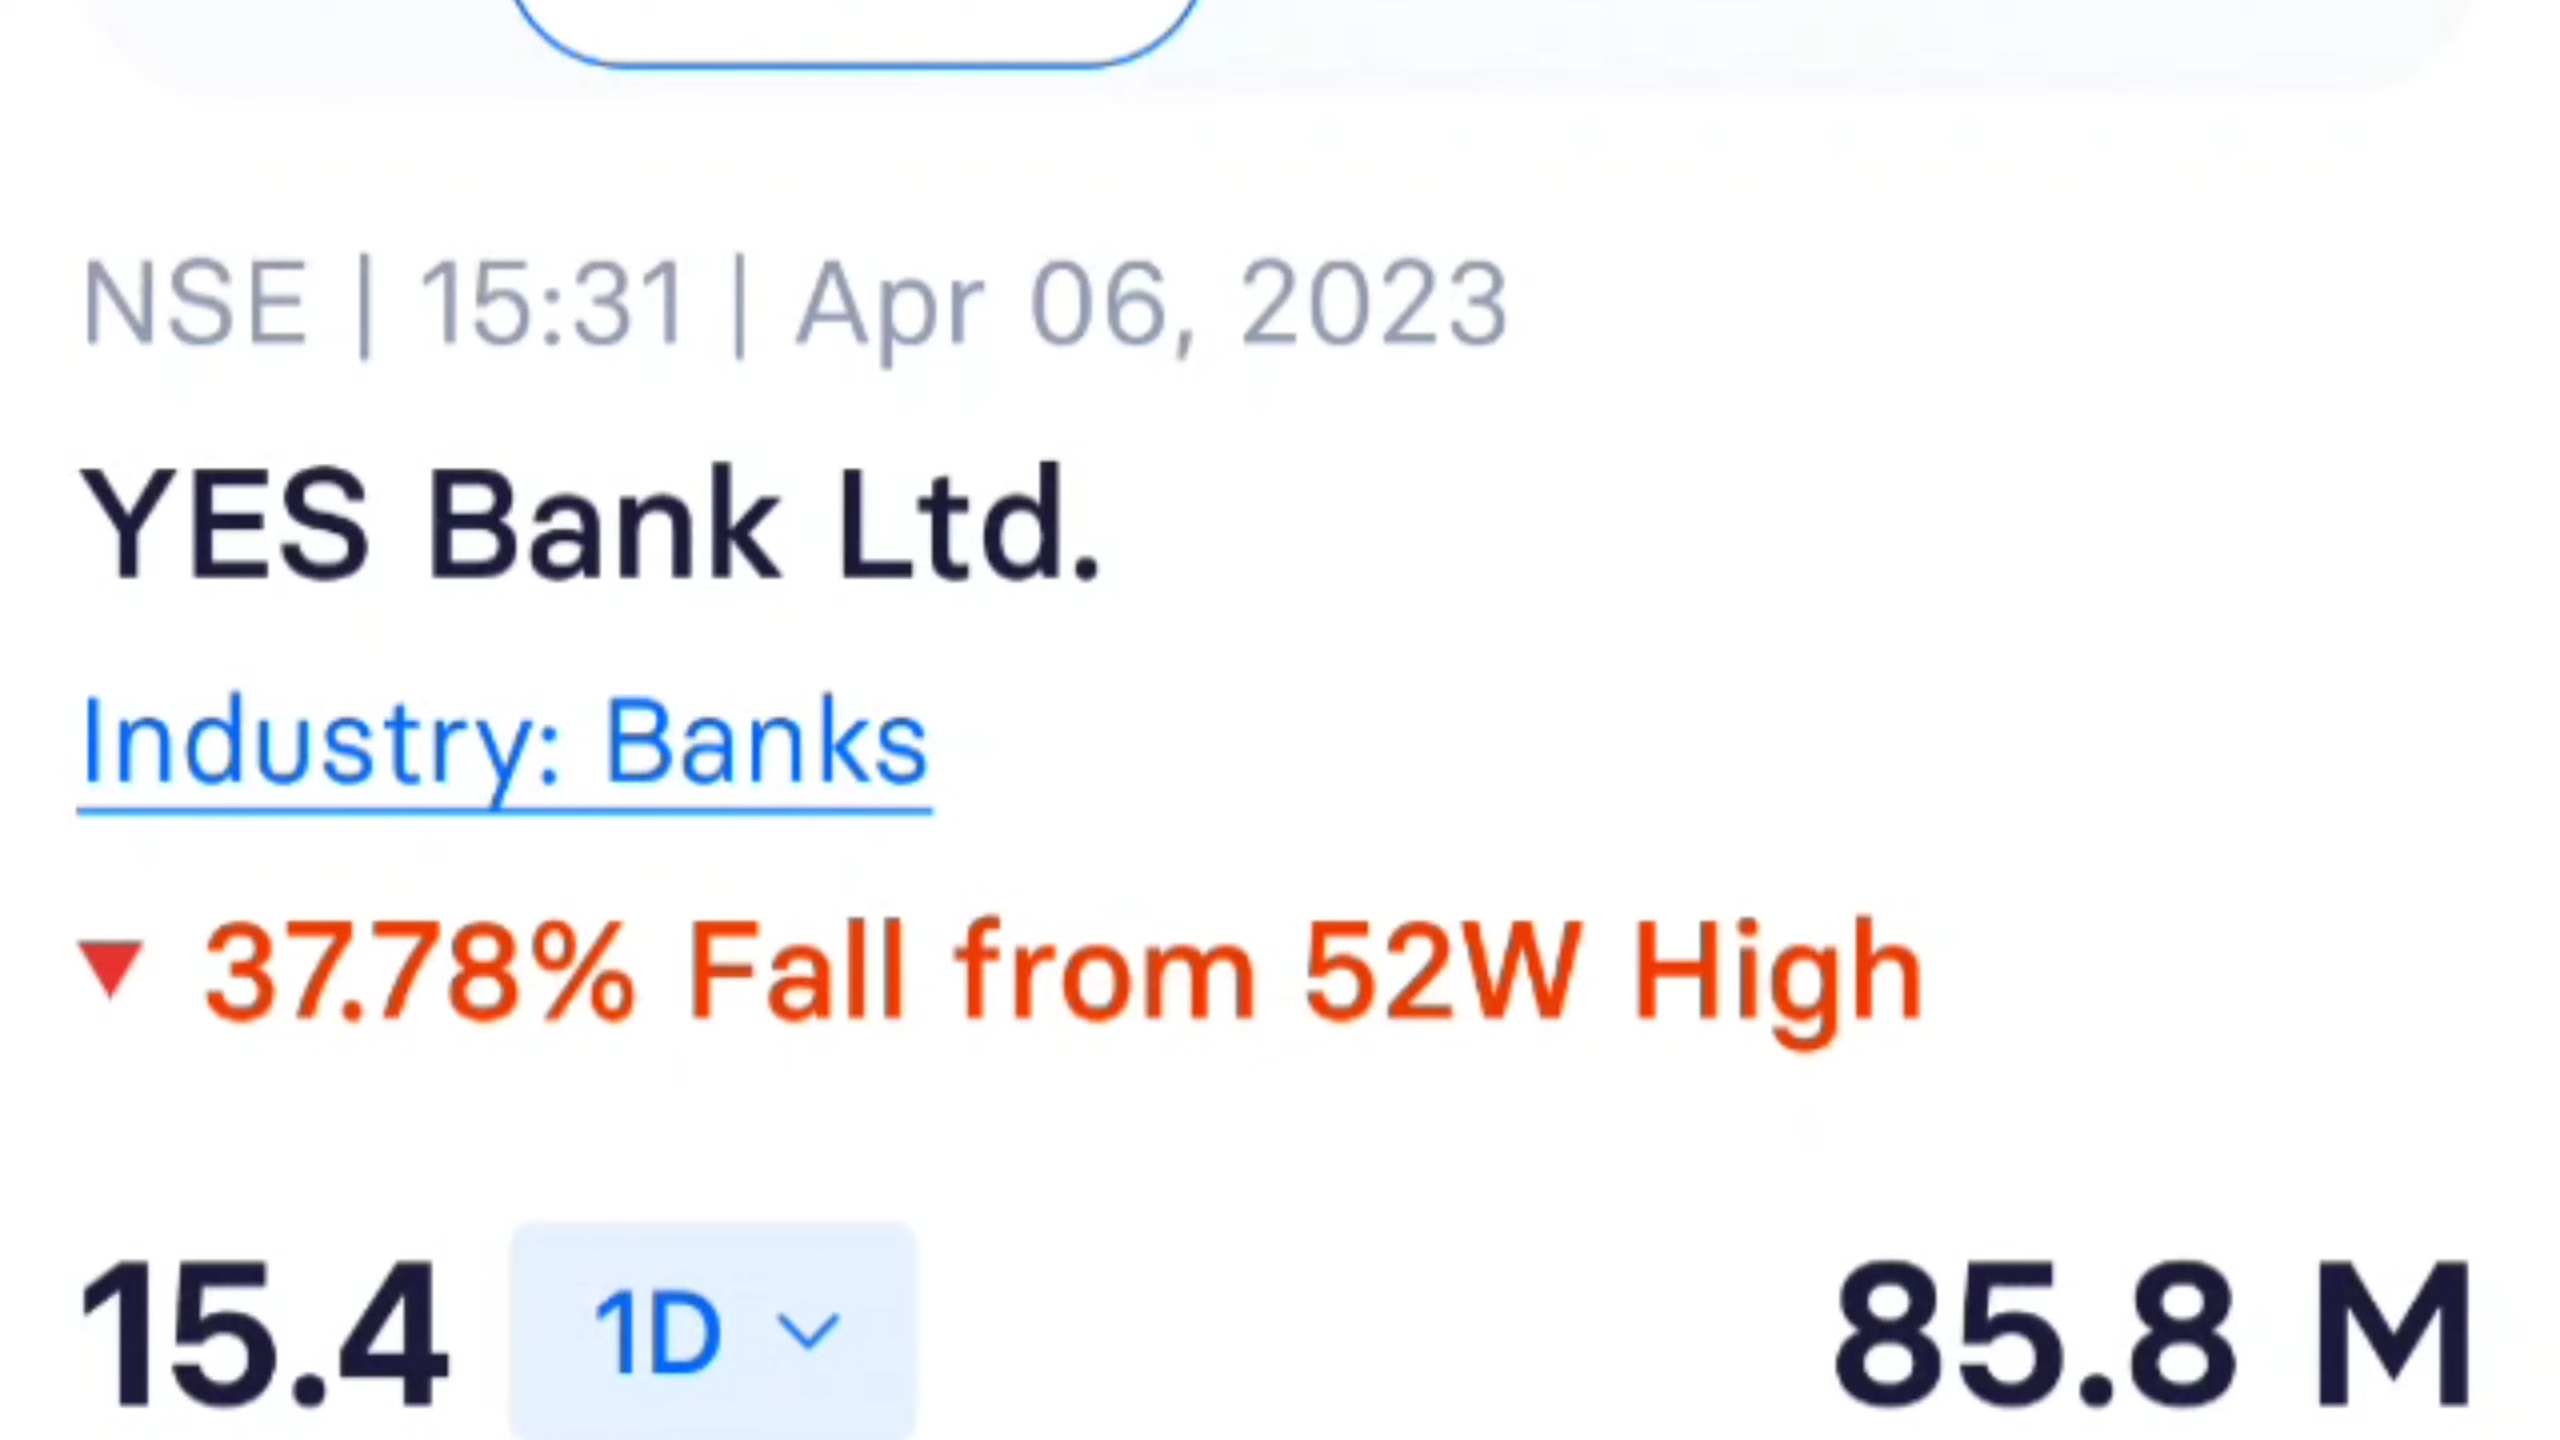 NSE | 15:31 | Apr 06, 2023
YES Bank Ltd.
Industry: Banks
▼ 37.78% Fall from 52W High
15.4 1D 85.8 M